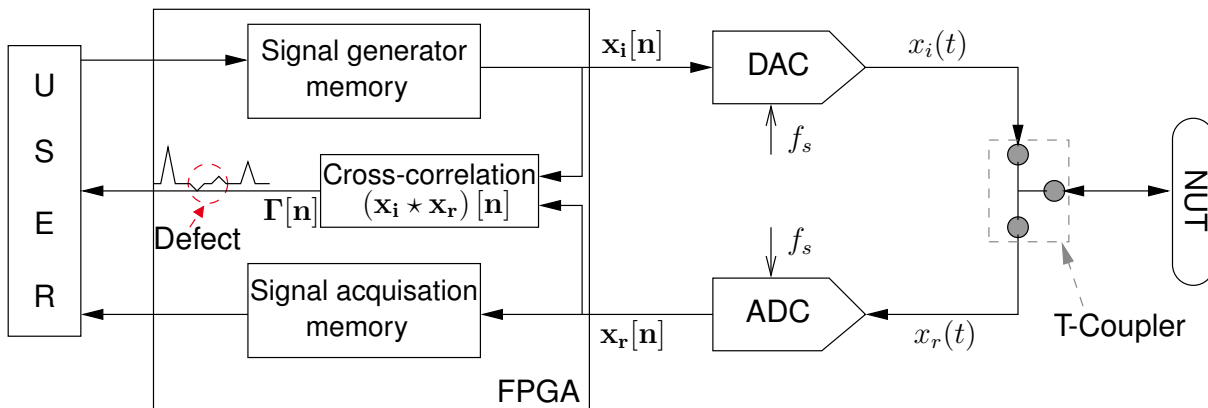 U
S
E
R
Signal generator
memory
Cross-correlation
(x_i ⋆ x_r) [n]
Γ[n]
Defect
Signal acquisation
memory
FPGA
x_i[n]
x_r[n]
DAC
f_s
x_i(t)
f_s
ADC
x_r(t)
T-Coupler
NUT